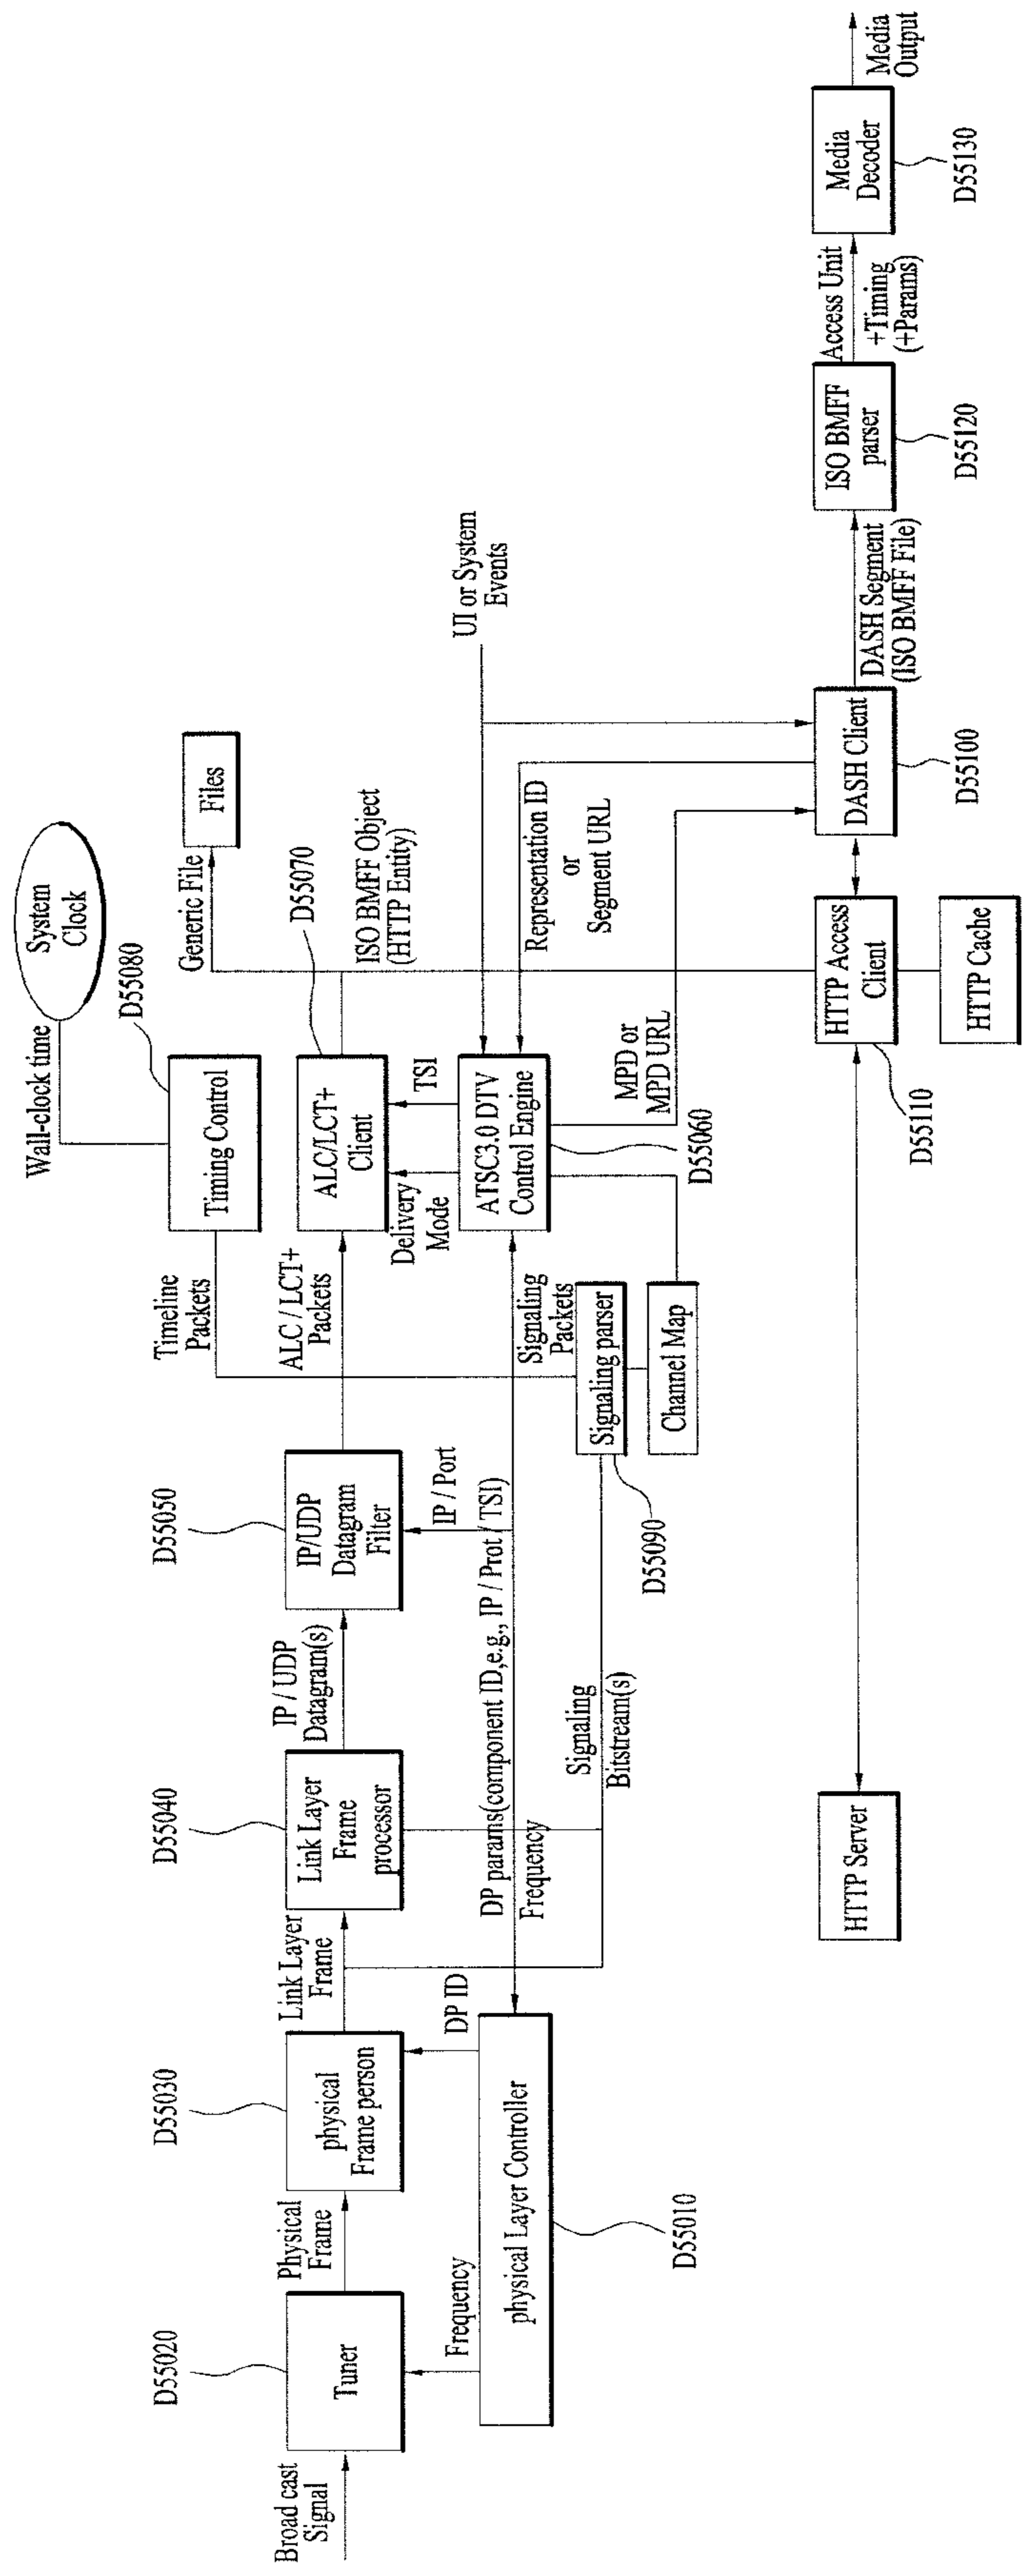 Broad cast
Signal
D55020
Tuner
Physical
Frame
D55030
physical
Frame person
Link Layer
Frame
D55040
Link Layer
Frame
processor
IP / UDP
Datagram(s)
D55050
IP/UDP
Datagram
Filter
Timeline
Packets
ALC / LCT+
Packets
Wall-clock time
System
Clock
D55080
Timing Control
ALC/LCT+
Client
D55070
Generic File
Files
ISO BMFF Object
(HTTP Entity)
Frequency
DP ID
physical Layer Controller
D55010
DP params(component ID,e.g., IP / Prot / TSI)
Frequency
IP / Port
Signaling
Packets
Delivery
Mode
TSI
ATSC3.0 DTV
Control Engine
D55060
UI or System
Events
Signaling
Bitstream(s)
D55090
Signaling parser
Channel Map
MPD or
MPD URL
Representation ID
or
Segment URL
HTTP Server
D55110
HTTP Access
Client
HTTP Cache
DASH Client
D55100
DASH Segment
(ISO BMFF File)
ISO BMFF
parser
D55120
Access Unit
+Timing
(+Params)
Media
Decoder
D55130
Media
Output